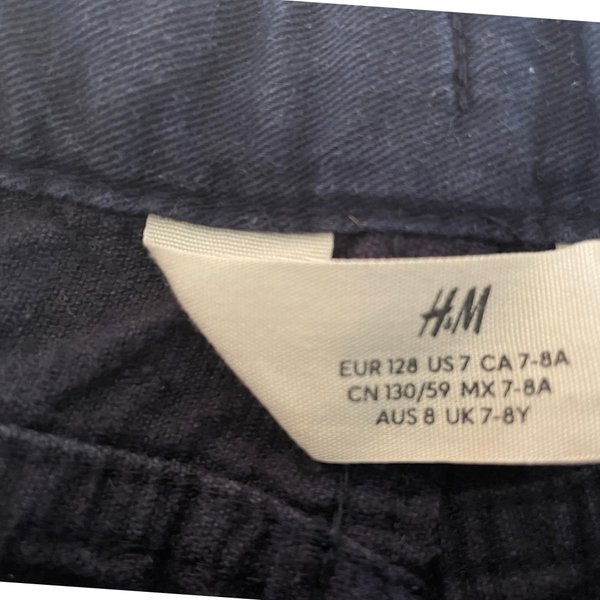 H&M
EUR 128 US 7 CA 7-8A
CN 130/59 MX 7-8A
AUS 8 UK 7-8Y